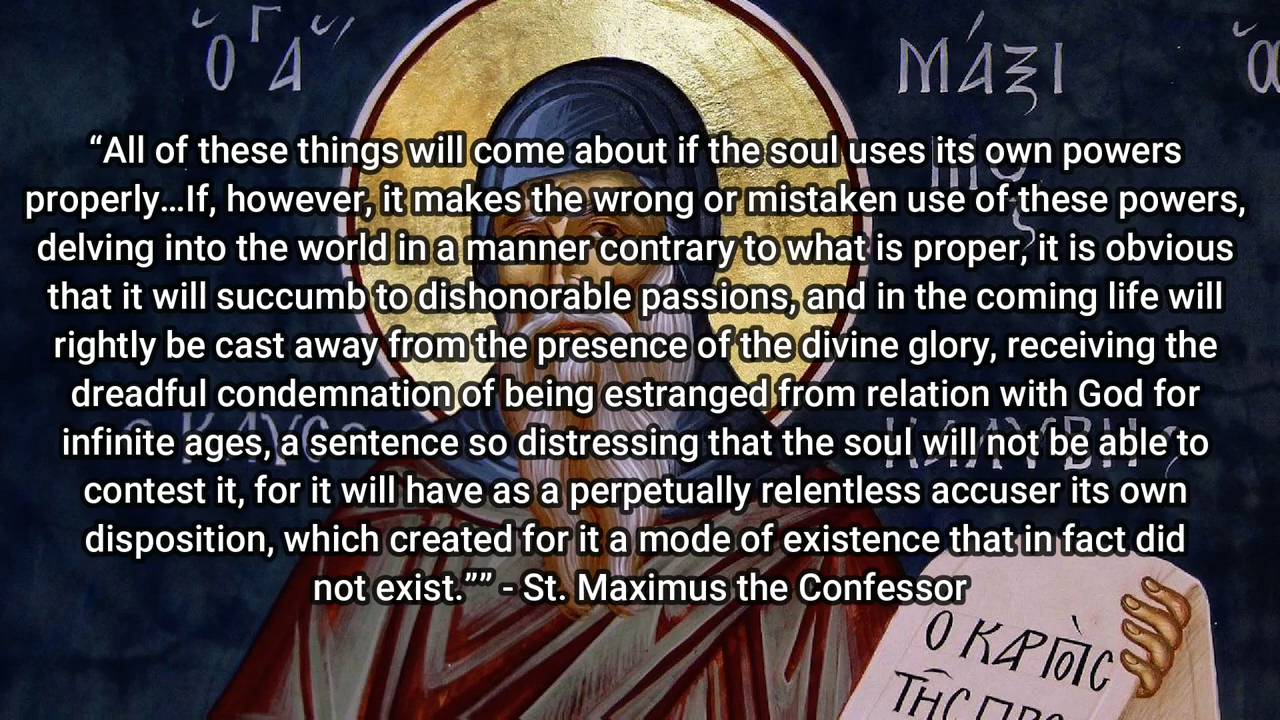 Ὁ ἍΓ
ΜΆΞΙ
“All of these things will come about if the soul uses its own powers
properly…If, however, it makes the wrong or mistaken use of these powers,
delving into the world in a manner contrary to what is proper, it is obvious
that it will succumb to dishonorable passions, and in the coming life will
rightly be cast away from the presence of the divine glory, receiving the
dreadful condemnation of being estranged from relation with God for
infinite ages, a sentence so distressing that the soul will not be able to
contest it, for it will have as a perpetually relentless accuser its own
disposition, which created for it a mode of existence that in fact did
not exist.”” - St. Maximus the Confessor
Ο ΚΑΡΠὸC
ΤΗC ΠΡΟ